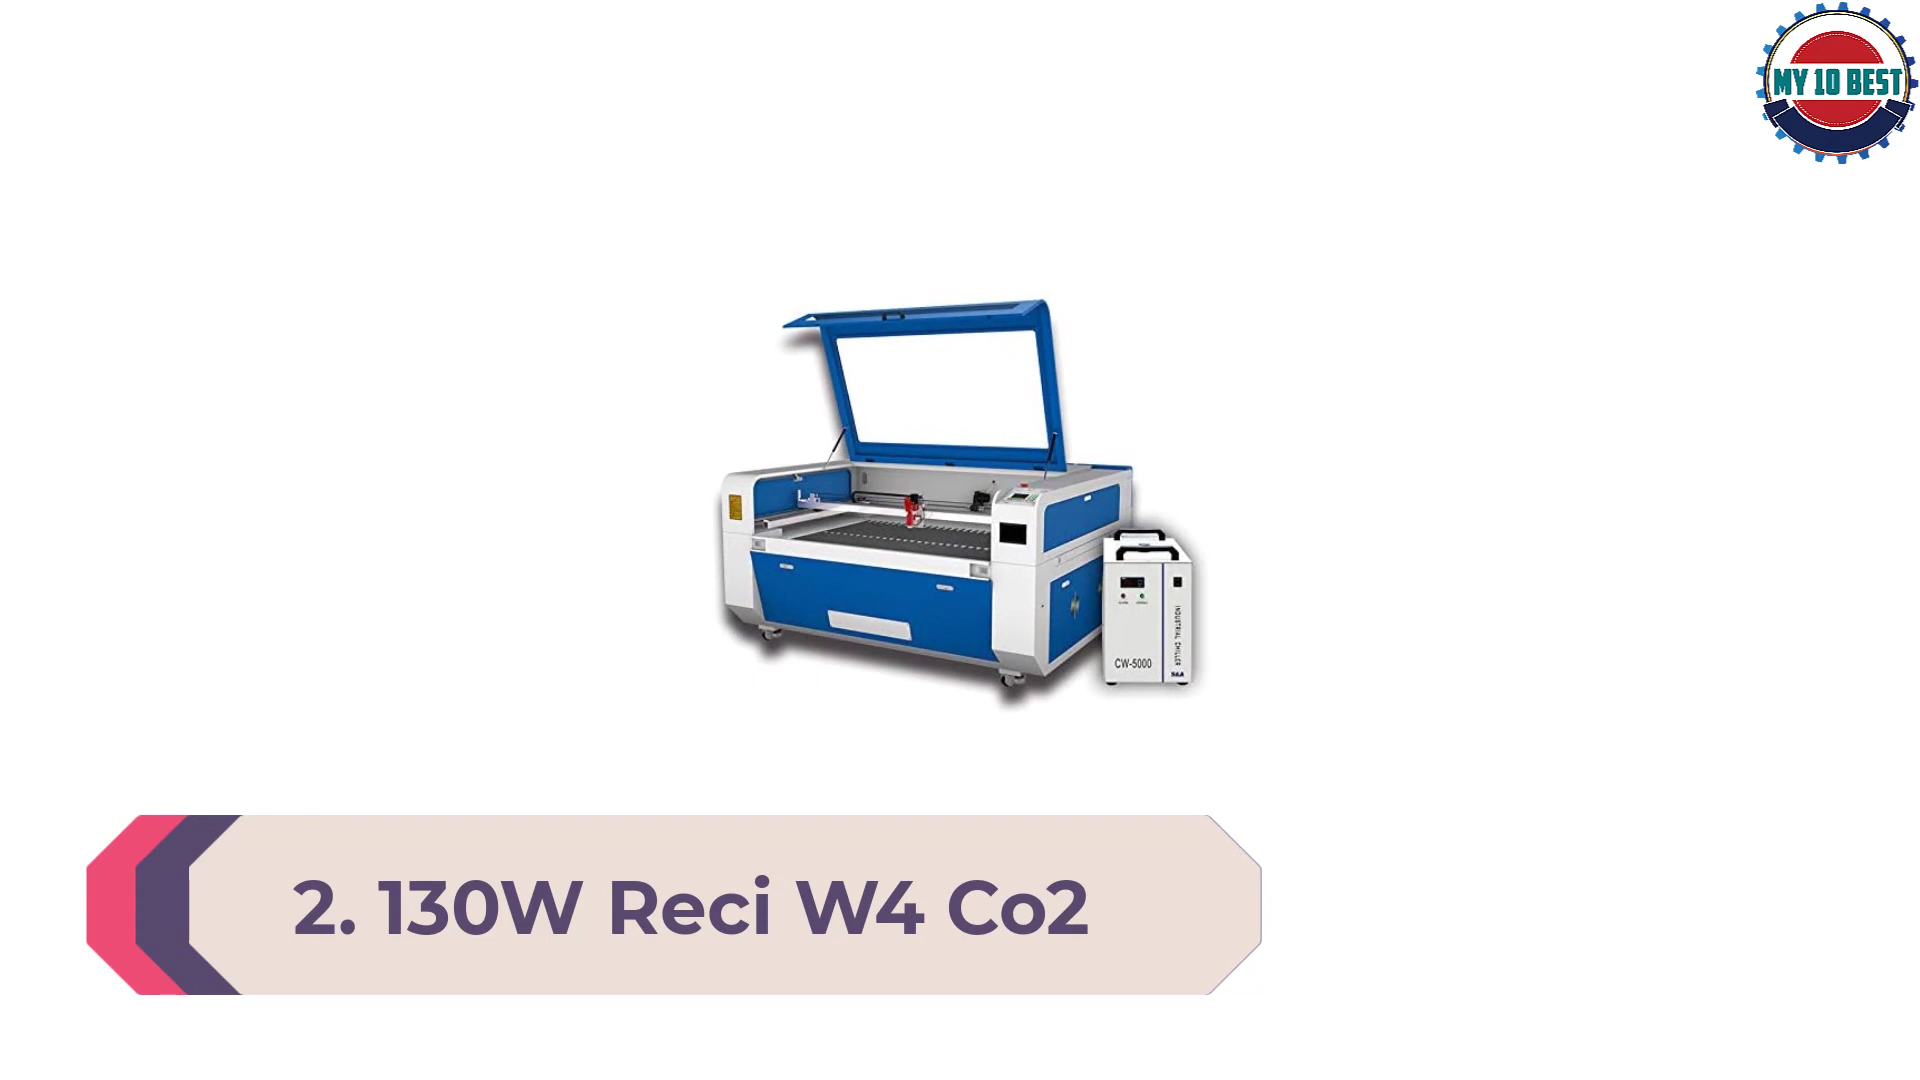 MY 10 BEST
INDUSTRIAL CHILLER
CW-5000
S&A
2. 130W Reci W4 Co2